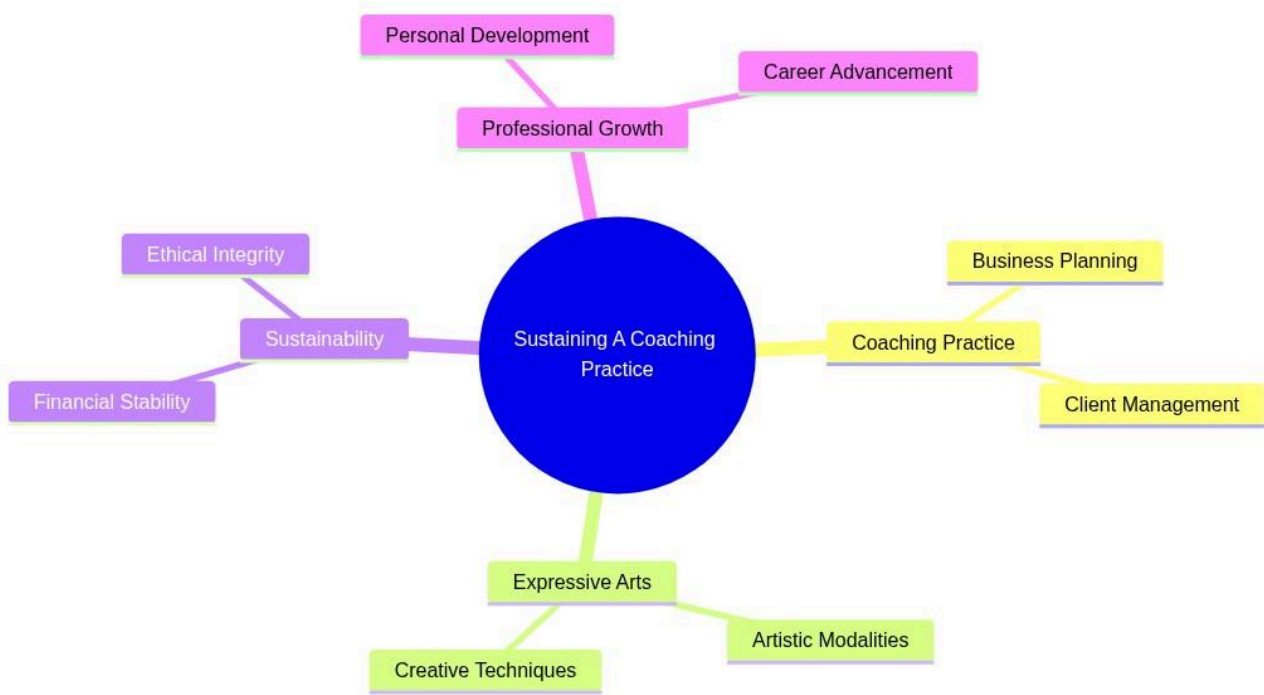 Personal Development
Career Advancement
Professional Growth
Ethical Integrity
Business Planning
Sustainability
Sustaining A Coaching
Practice
Coaching Practice
Financial Stability
Client Management
Expressive Arts
Artistic Modalities
Creative Techniques